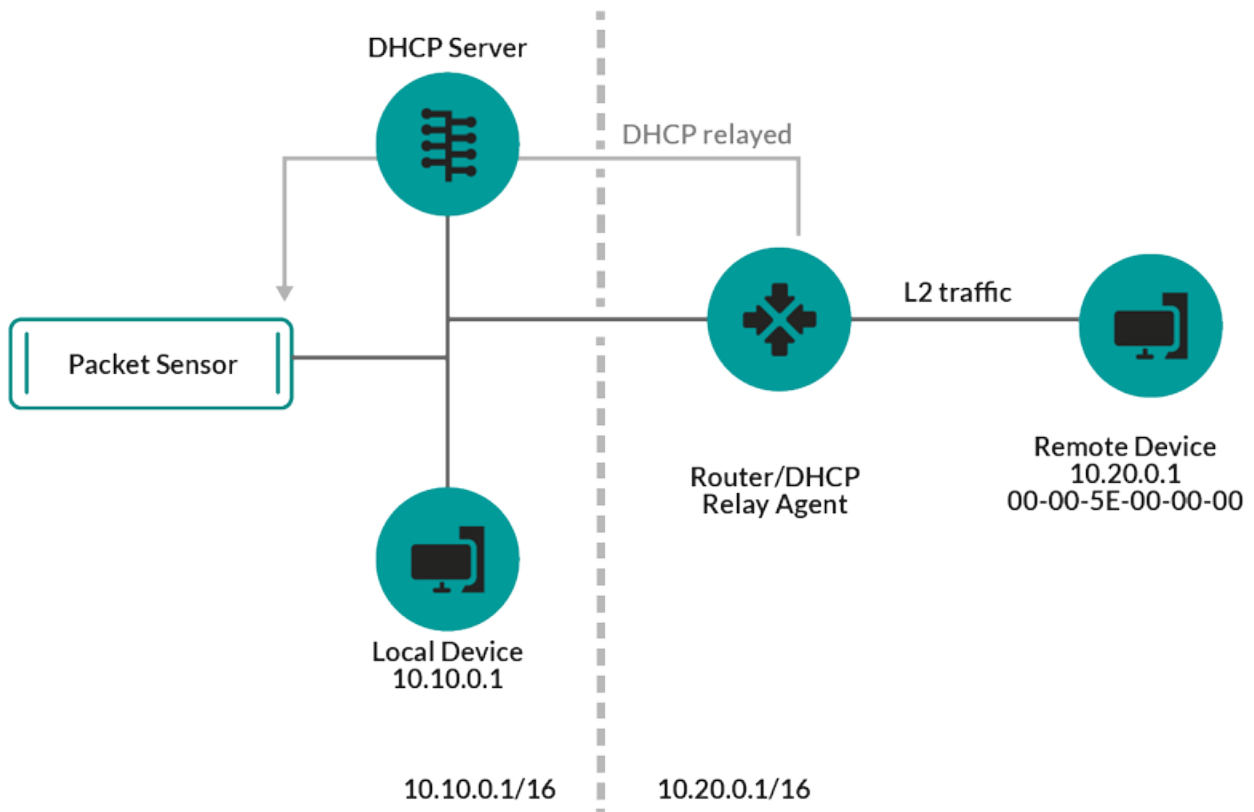 DHCP Server
DHCP relayed
L2 traffic
Packet Sensor
Router/DHCP
Relay Agent
Remote Device
10.20.0.1
00-00-5E-00-00-00
Local Device
10.10.0.1
10.10.0.1/16
10.20.0.1/16